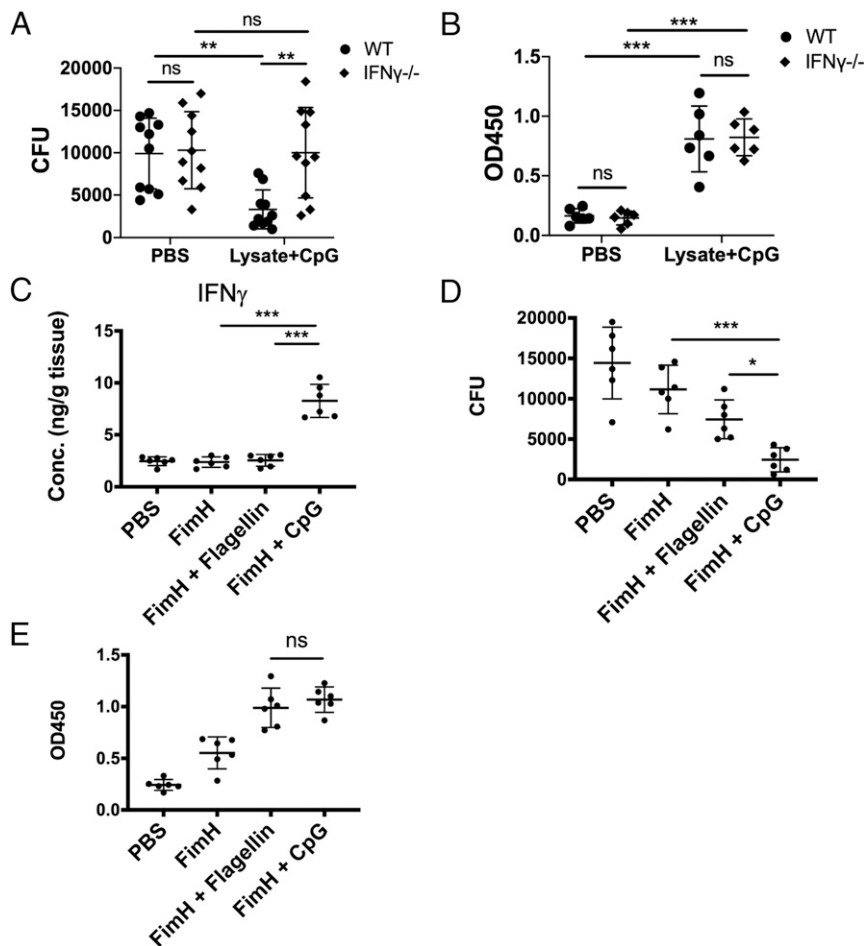 A
ns
** **
ns
WT
IFNγ-/-
CFU
20000
15000
10000
5000
0
PBS Lysate+CpG
B
***
***
ns
ns
WT
IFNγ-/-
OD450
1.5
1.0
0.5
0.0
PBS Lysate+CpG
C
IFNγ
***
***
Conc. (ng/g tissue)
15
10
5
0
PBS
FimH
FimH + Flagellin
FimH + CpG
D
***
*
CFU
20000
15000
10000
5000
0
PBS
FimH
FimH + Flagellin
FimH + CpG
E
ns
OD450
1.5
1.0
0.5
0.0
PBS
FimH
FimH + Flagellin
FimH + CpG